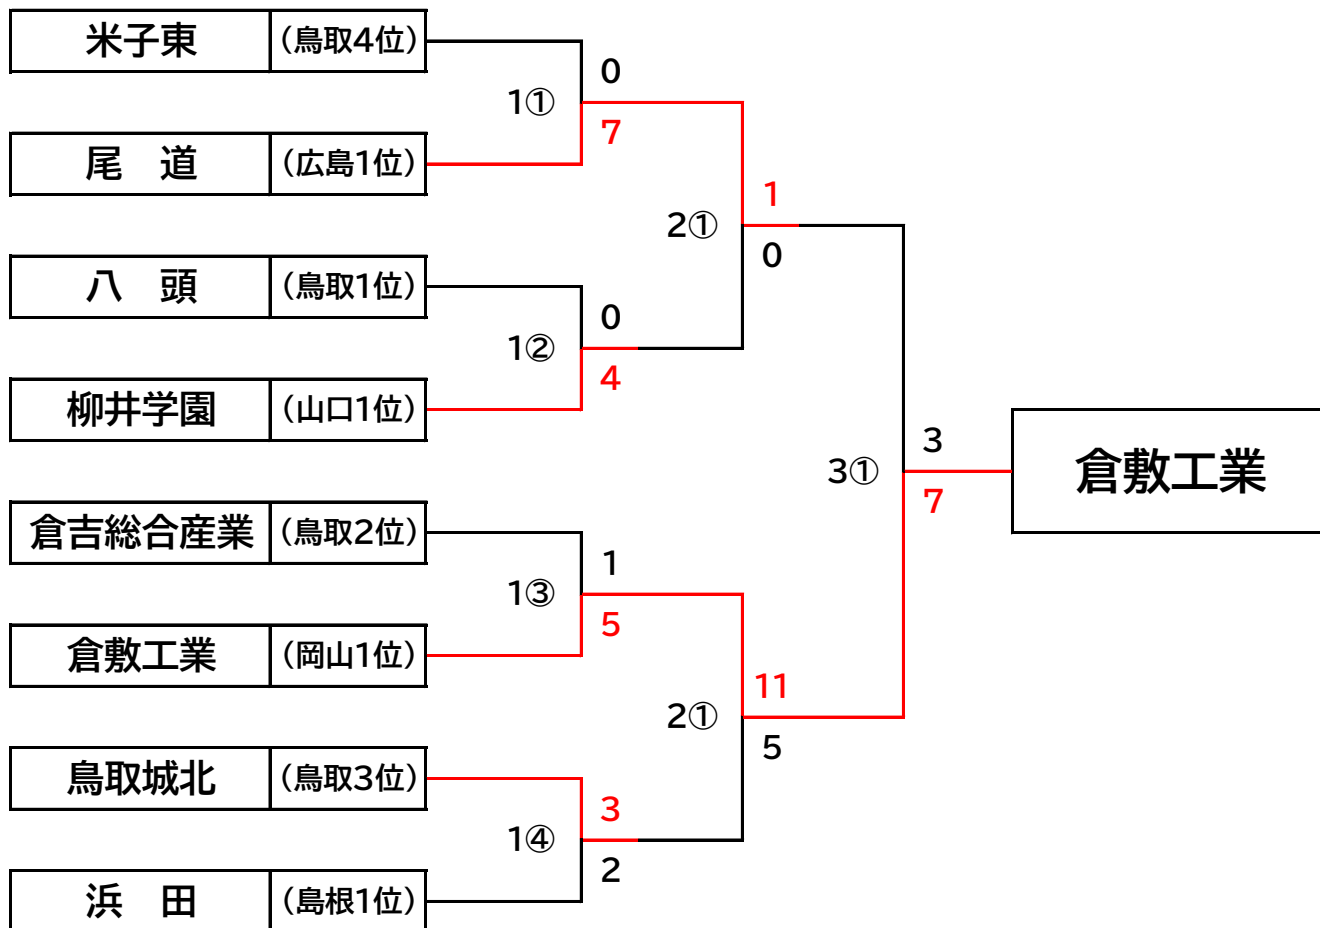 米子東 (鳥取4位)
0
1①
7
尾　道 (広島1位)
1
2①
0
八　頭 (鳥取1位)
0
1②
4
柳井学園 (山口1位)
3
3①
7
倉敷工業
倉吉総合産業 (鳥取2位)
1
1③
5
倉敷工業 (岡山1位)
11
2①
5
鳥取城北 (鳥取3位)
3
1④
2
浜　田 (島根1位)